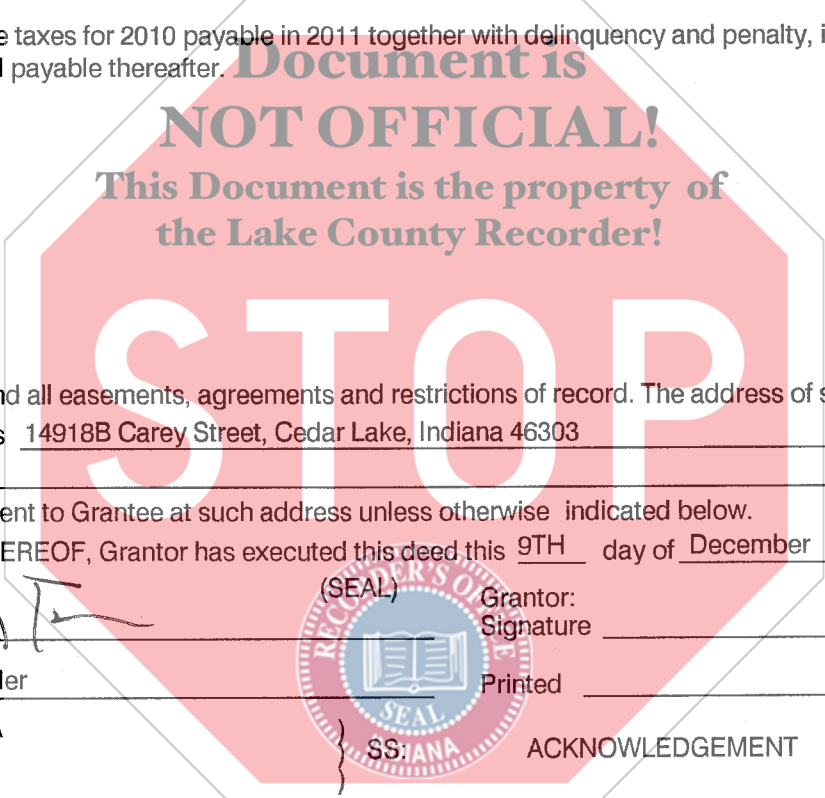 e taxes for 2010 payable in 2011 together with delinquency and penalty, i
payable thereafter.
Document is
NOT OFFICIAL!
This Document is the property of
the Lake County Recorder!
STOP
nd all easements, agreements and restrictions of record. The address of s
s 14918B Carey Street, Cedar Lake, Indiana 46303
ent to Grantee at such address unless otherwise indicated below.
EREOF, Grantor has executed this deed this 9TH day of December
(SEAL) Grantor:
Signature
RECORDER'S OFFICE
ler Printed
SEAL
SS: ACKNOWLEDGEMENT